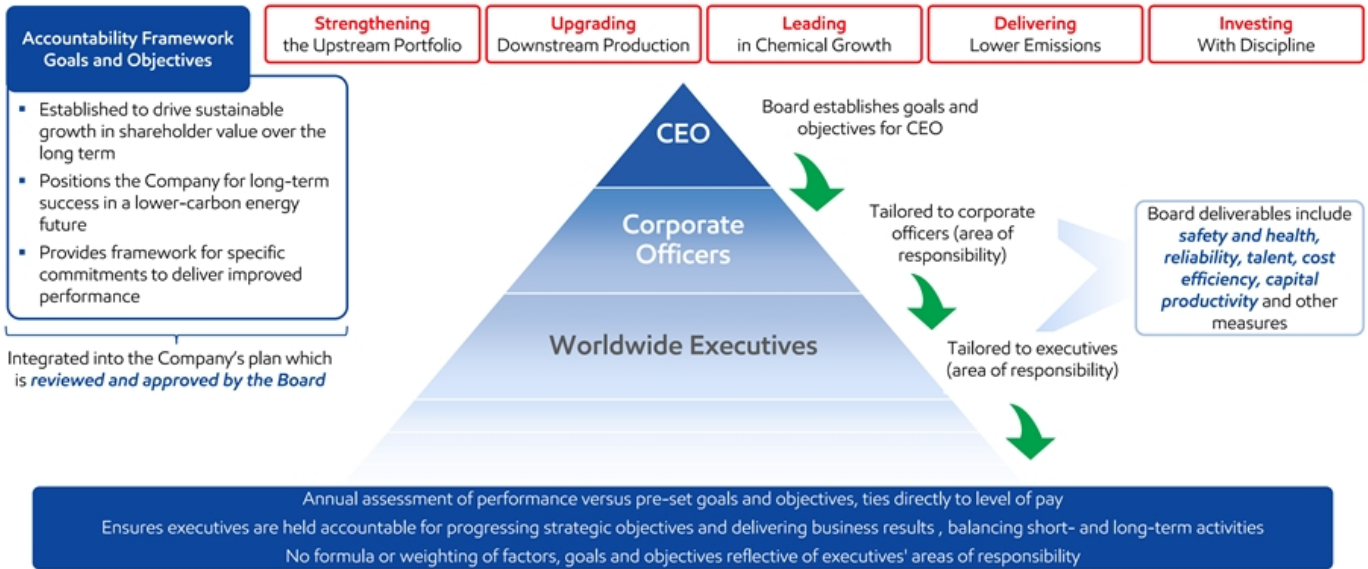 Accountability Framework
Goals and Objectives
Strengthening
the Upstream Portfolio
Upgrading
Downstream Production
Leading
in Chemical Growth
Delivering
Lower Emissions
Investing
With Discipline
▪ Established to drive sustainable
growth in shareholder value over the
long term
▪ Positions the Company for long-term
success in a lower-carbon energy
future
▪ Provides framework for specific
commitments to deliver improved
performance
Integrated into the Company's plan which
is reviewed and approved by the Board
CEO
Corporate
Officers
Worldwide Executives
Board establishes goals and
objectives for CEO
Tailored to corporate
officers (area of
responsibility)
Tailored to executives
(area of responsibility)
Board deliverables include
safety and health,
reliability, talent, cost
efficiency, capital
productivity and other
measures
Annual assessment of performance versus pre-set goals and objectives, ties directly to level of pay
Ensures executives are held accountable for progressing strategic objectives and delivering business results , balancing short- and long-term activities
No formula or weighting of factors, goals and objectives reflective of executives' areas of responsibility